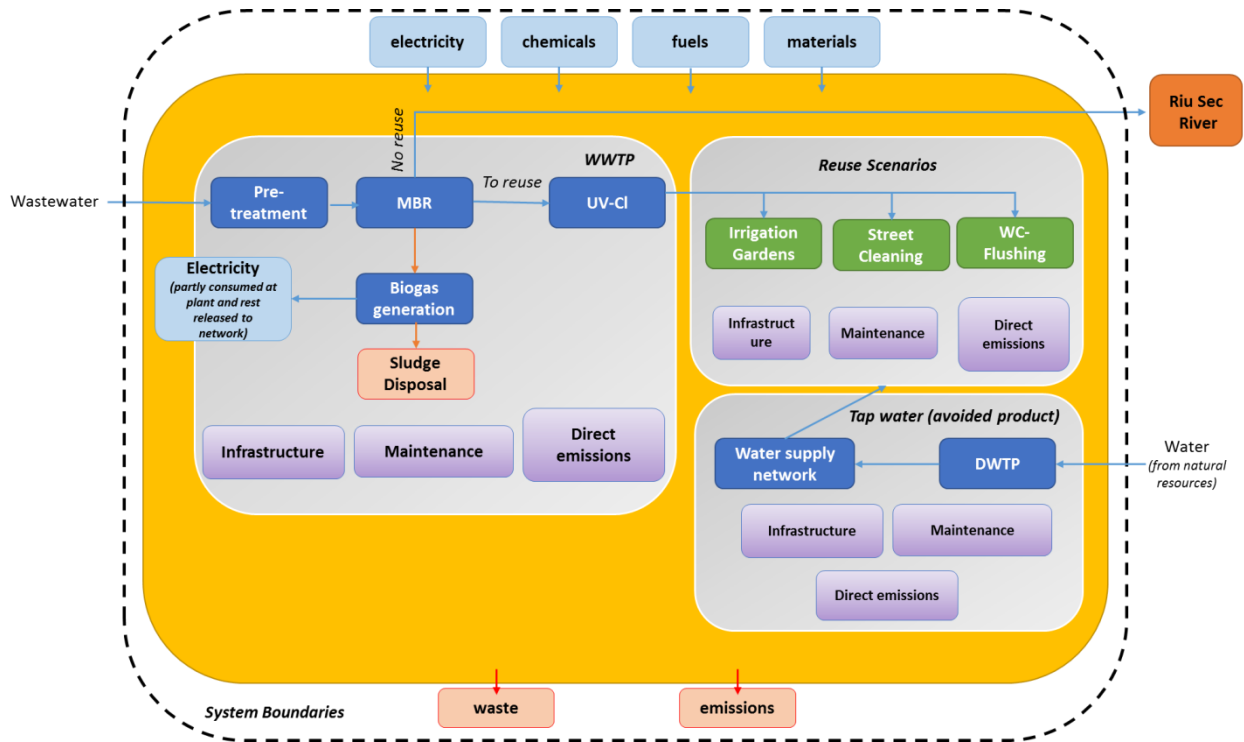 electricity
chemicals
fuels
materials
Riu Sec
River
No reuse
WWTP
Reuse Scenarios
Wastewater
Pre-
treatment
MBR
To reuse
UV-Cl
Irrigation
Gardens
Street
Cleaning
WC-
Flushing
Electricity
(partly consumed at
plant and rest
released to
network)
Biogas
generation
Sludge
Disposal
Infrastruct
ure
Maintenance
Direct
emissions
Infrastructure
Maintenance
Direct
emissions
Tap water (avoided product)
Water supply
network
DWTP
Water
(from natural
resources)
Infrastructure
Maintenance
Direct emissions
System Boundaries
waste
emissions